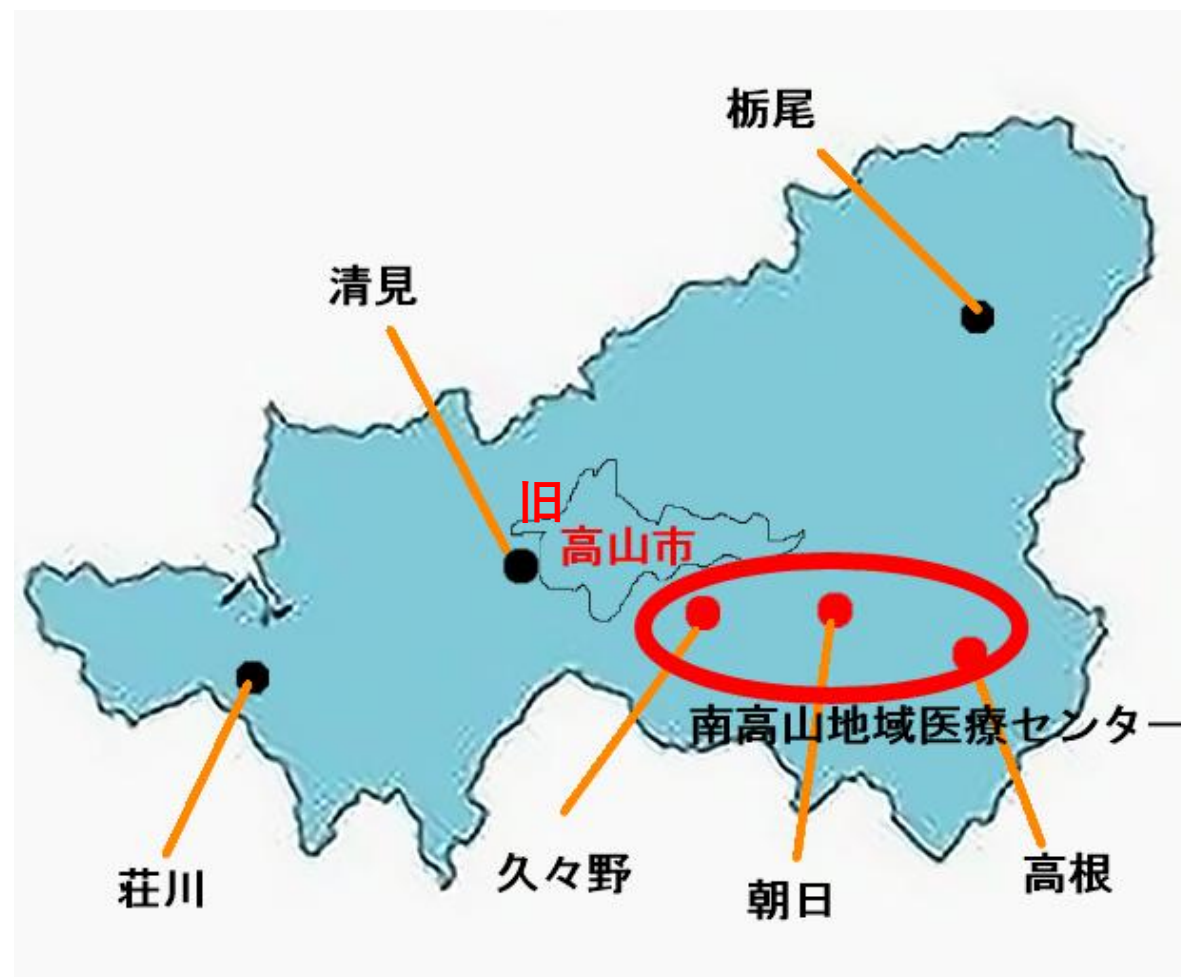 栃尾
清見
旧
高山市
南高山地域医療センター
荘川
久々野
朝日
高根